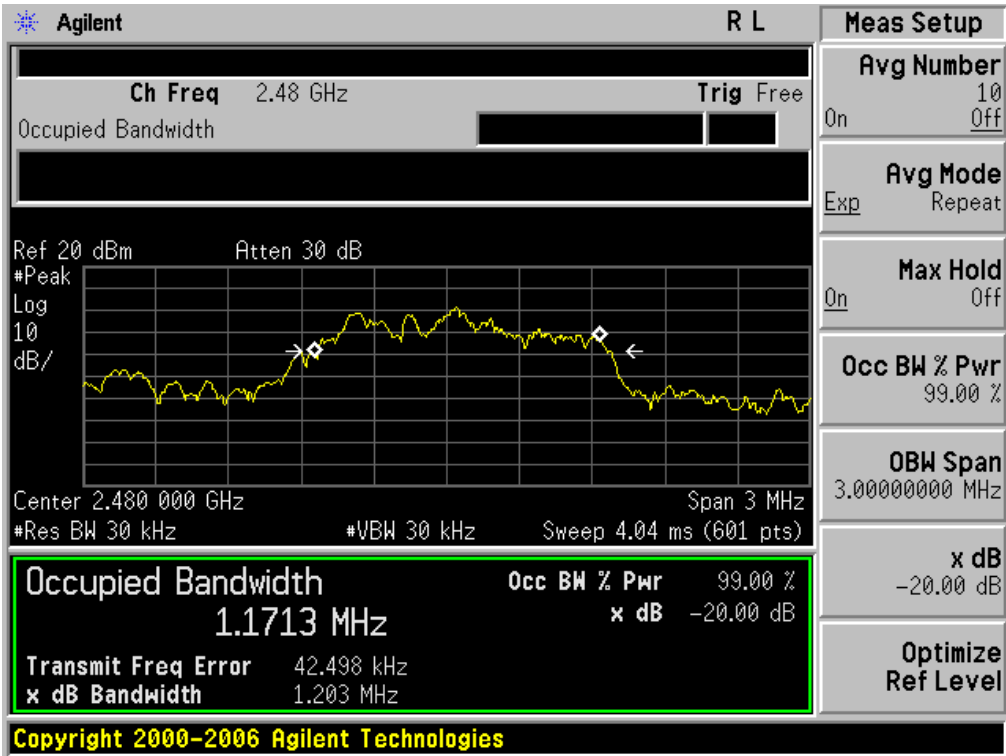 Agilent R L
Meas Setup
Ch Freq 2.48 GHz Trig Free
Occupied Bandwidth
Ref 20 dBm Atten 30 dB
#Peak
Log
10
dB/
Center 2.480 000 GHz Span 3 MHz
#Res BW 30 kHz #VBW 30 kHz Sweep 4.04 ms (601 pts)
Occupied Bandwidth Occ BW % Pwr 99.00 %
1.1713 MHz x dB -20.00 dB
Transmit Freq Error 42.498 kHz
x dB Bandwidth 1.203 MHz
Avg Number
10
On Off
Avg Mode
Exp Repeat
Max Hold
On Off
Occ BW % Pwr
99.00 %
OBW Span
3.00000000 MHz
x dB
-20.00 dB
Optimize
Ref Level
Copyright 2000-2006 Agilent Technologies